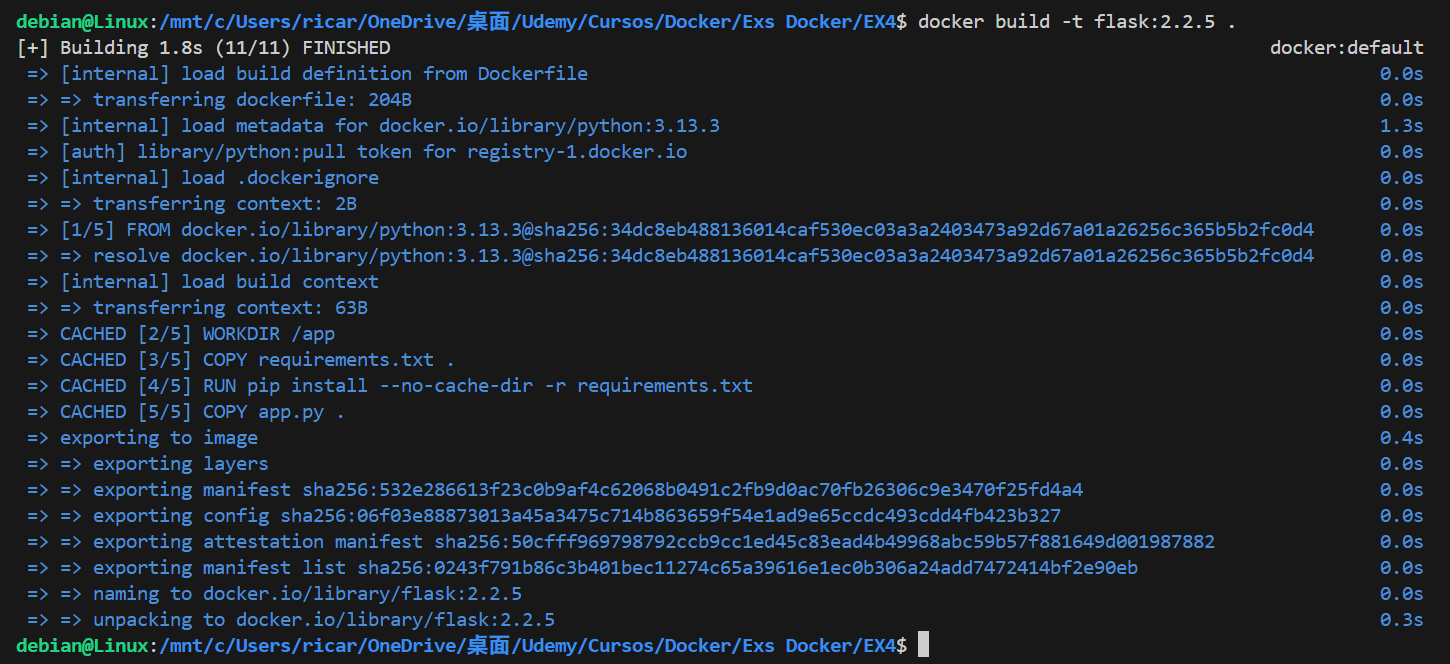 debian@Linux:/mnt/c/Users/ricar/OneDrive/桌面/Udemy/Cursos/Docker/Exs Docker/EX4$ docker build -t flask:2.2.5 .
[+] Building 1.8s (11/11) FINISHED docker:default
=> [internal] load build definition from Dockerfile 0.0s
=> => transferring dockerfile: 204B 0.0s
=> [internal] load metadata for docker.io/library/python:3.13.3 1.3s
=> [auth] library/python:pull token for registry-1.docker.io 0.0s
=> [internal] load .dockerignore 0.0s
=> => transferring context: 2B 0.0s
=> [1/5] FROM docker.io/library/python:3.13.3@sha256:34dc8eb488136014caf530ec03a3a2403473a92d67a01a26256c365b5b2fc0d4 0.0s
=> => resolve docker.io/library/python:3.13.3@sha256:34dc8eb488136014caf530ec03a3a2403473a92d67a01a26256c365b5b2fc0d4 0.0s
=> [internal] load build context 0.0s
=> => transferring context: 63B 0.0s
=> CACHED [2/5] WORKDIR /app 0.0s
=> CACHED [3/5] COPY requirements.txt . 0.0s
=> CACHED [4/5] RUN pip install --no-cache-dir -r requirements.txt 0.0s
=> CACHED [5/5] COPY app.py . 0.0s
=> exporting to image 0.4s
=> => exporting layers 0.0s
=> => exporting manifest sha256:532e286613f23c0b9af4c62068b0491c2fb9d0ac70fb26306c9e3470f25fd4a4 0.0s
=> => exporting config sha256:06f03e88873013a45a3475c714b863659f54e1ad9e65ccdc493cdd4fb423b327 0.0s
=> => exporting attestation manifest sha256:50cfff969798792ccb9cc1ed45c83ead4b49968abc59b57f881649d001987882 0.0s
=> => exporting manifest list sha256:0243f791b86c3b401bec11274c65a39616e1ec0b306a24add7472414bf2e90eb 0.0s
=> => naming to docker.io/library/flask:2.2.5 0.0s
=> => unpacking to docker.io/library/flask:2.2.5 0.3s
debian@Linux:/mnt/c/Users/ricar/OneDrive/桌面/Udemy/Cursos/Docker/Exs Docker/EX4$